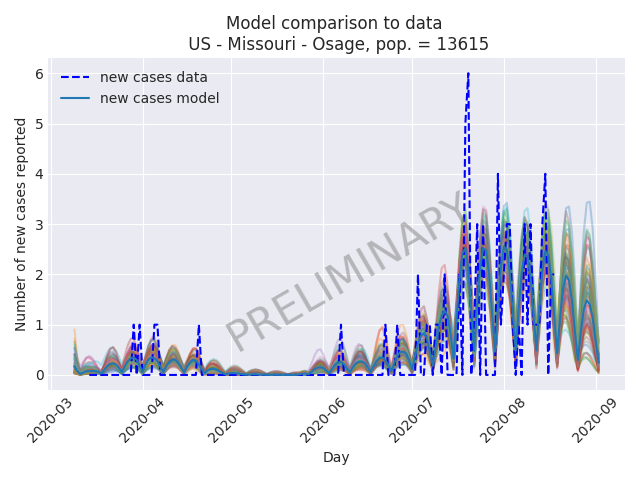 Model comparison to data
US - Missouri - Osage, pop. = 13615
new cases data
new cases model
Number of new cases reported
6
5
4
3
2
1
0
PRELIMINARY
2020-03
2020-04
2020-05
2020-06
2020-07
2020-08
2020-09
Day